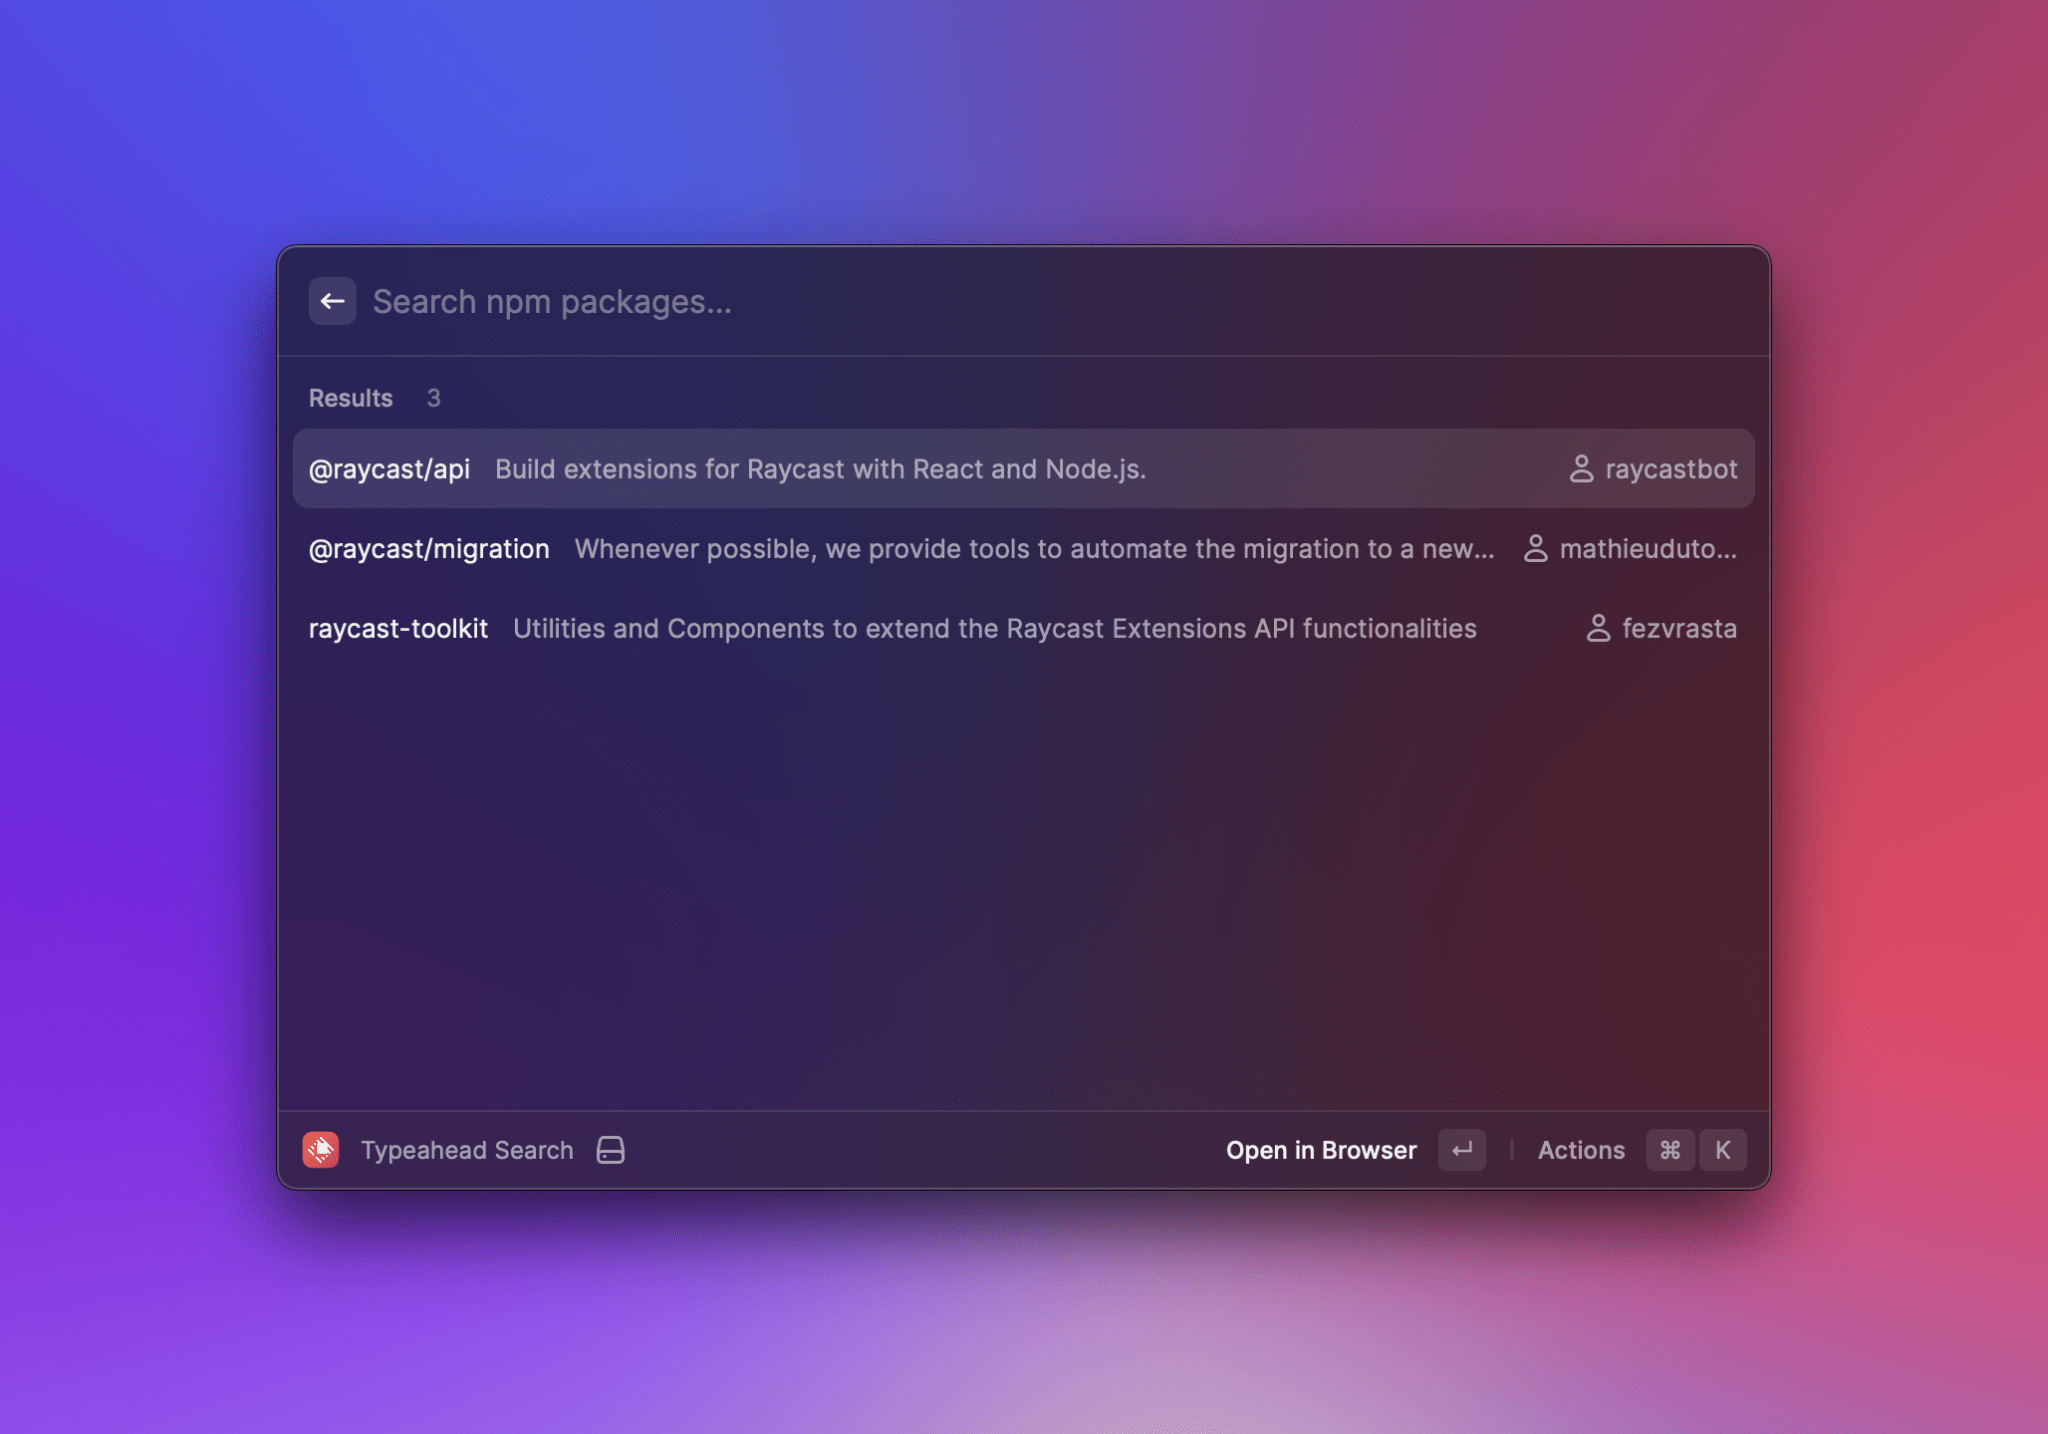 Search npm packages...
Results 3
@raycast/api Build extensions for Raycast with React and Node.js. raycastbot
@raycast/migration Whenever possible, we provide tools to automate the migration to a new... mathieuduto...
raycast-toolkit Utilities and Components to extend the Raycast Extensions API functionalities fezvrasta
Typeahead Search Open in Browser ↵ Actions ⌘ K